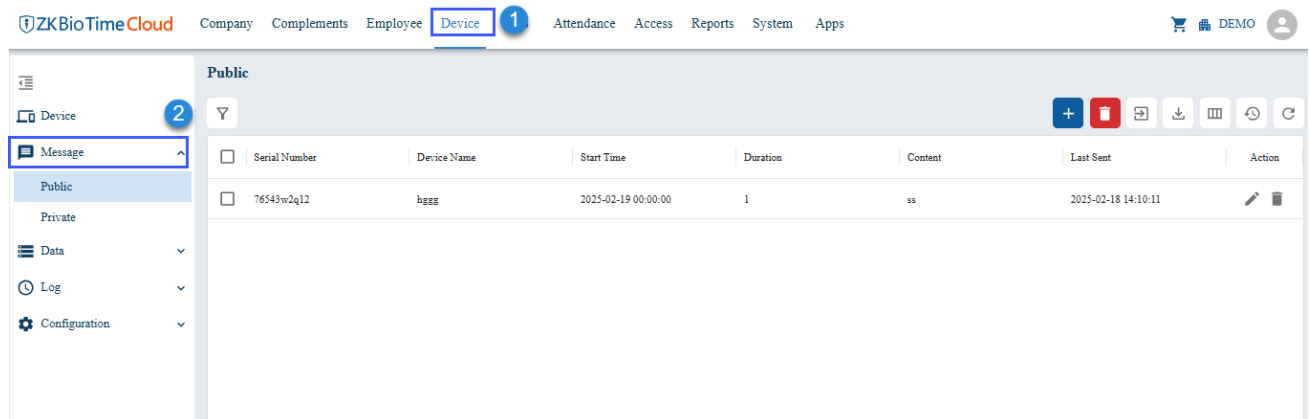 ZKBioTime Cloud Company Complements Employee Device 1 Attendance Access Reports System Apps DEMO
Public
Device 2
Message
Public
Private
Data
Log
Configuration
Serial Number Device Name Start Time Duration Content Last Sent Action
76543w2q12 hggg 2025-02-19 00:00:00 1 ss 2025-02-18 14:10:11